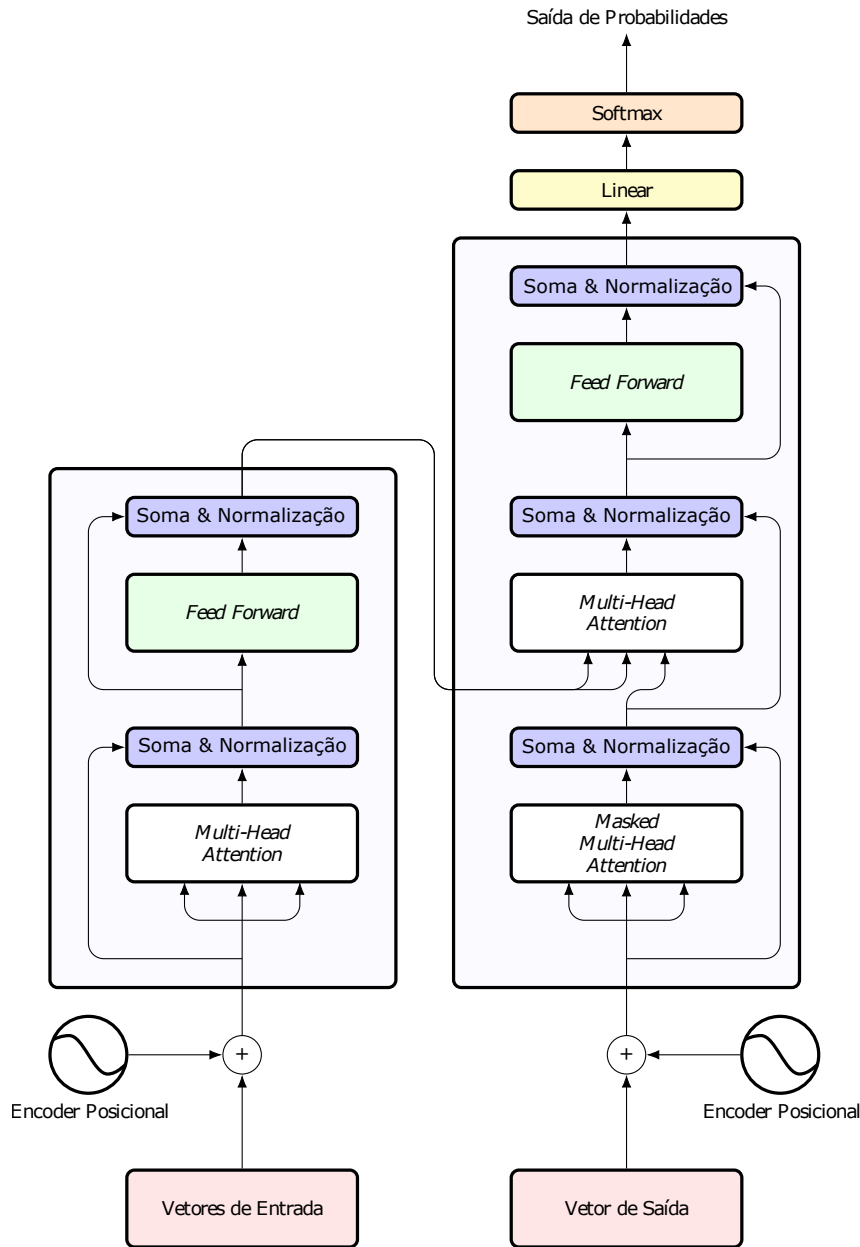 Saída de Probabilidades
Softmax
Linear
Soma & Normalização
Feed Forward
Soma & Normalização
Multi-Head
Attention
Soma & Normalização
Masked
Multi-Head
Attention
+
Encoder Posicional
Vetor de Saída
Soma & Normalização
Feed Forward
Soma & Normalização
Multi-Head
Attention
+
Encoder Posicional
Vetores de Entrada